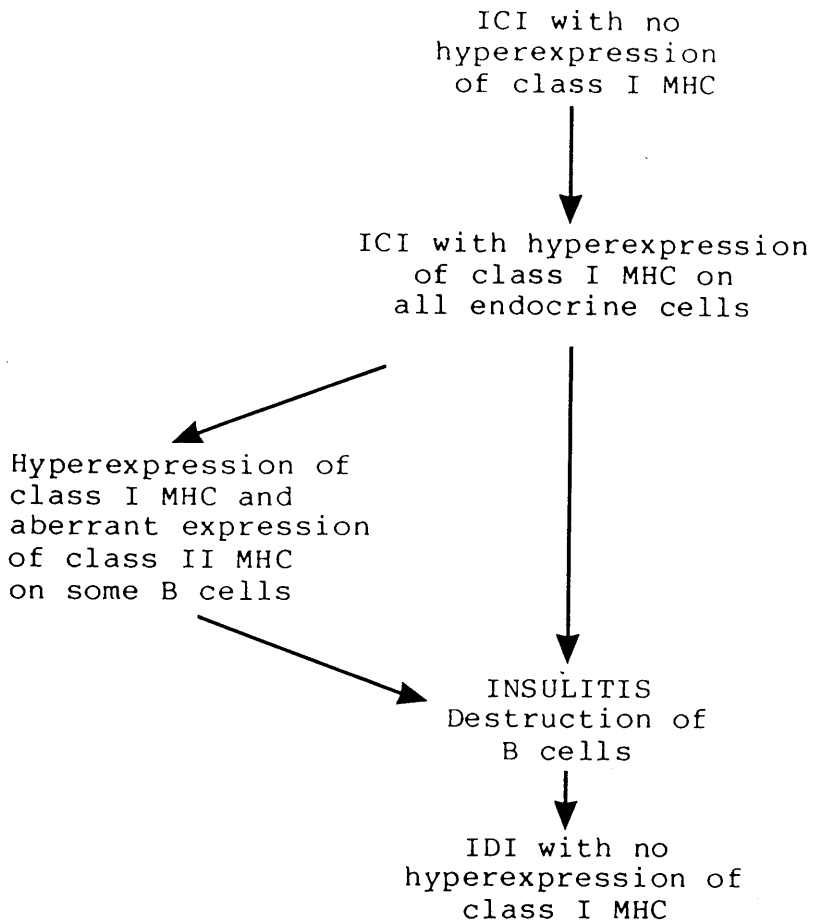 ICI with no
hyperexpression
of class I MHC
ICI with hyperexpression
of class I MHC on
all endocrine cells
Hyperexpression of
class I MHC and
aberrant expression
of class II MHC
on some B cells
INSULITIS
Destruction of
B cells
IDI with no
hyperexpression of
class I MHC